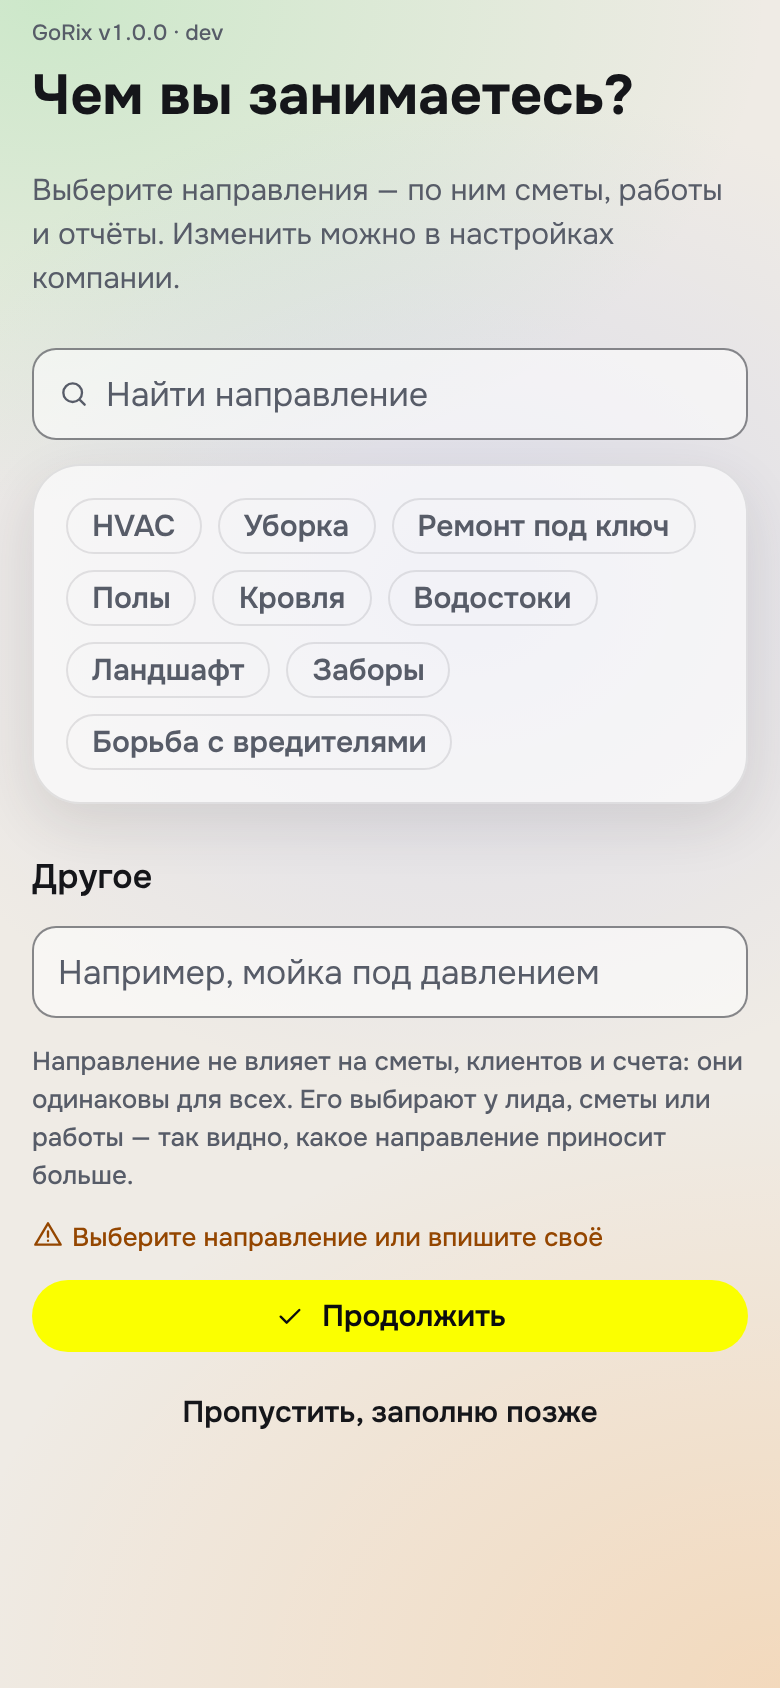 GoRix v1.0.0 · dev
Чем вы занимаетесь?
Выберите направления — по ним сметы, работы
и отчёты. Изменить можно в настройках
компании.
Найти направление
HVAC Уборка Ремонт под ключ
Полы Кровля Водостоки
Ландшафт Заборы
Борьба с вредителями
Другое
Например, мойка под давлением
Направление не влияет на сметы, клиентов и счета: они
одинаковы для всех. Его выбирают у лида, сметы или
работы — так видно, какое направление приносит
больше.
Выберите направление или впишите своё
Продолжить
Пропустить, заполню позже